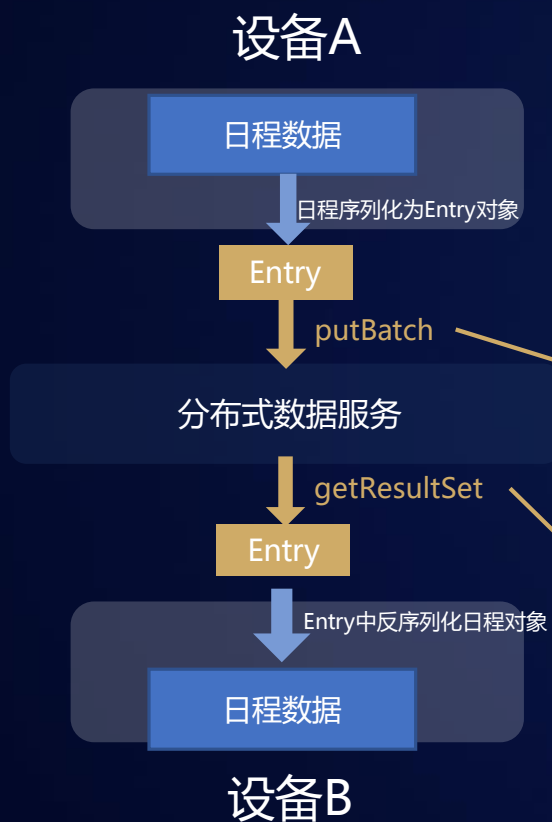 设备A
日程数据
日程序列化为Entry对象
Entry
putBatch
分布式数据服务
getResultSet
Entry
Entry中反序列化日程对象
日程数据
设备B